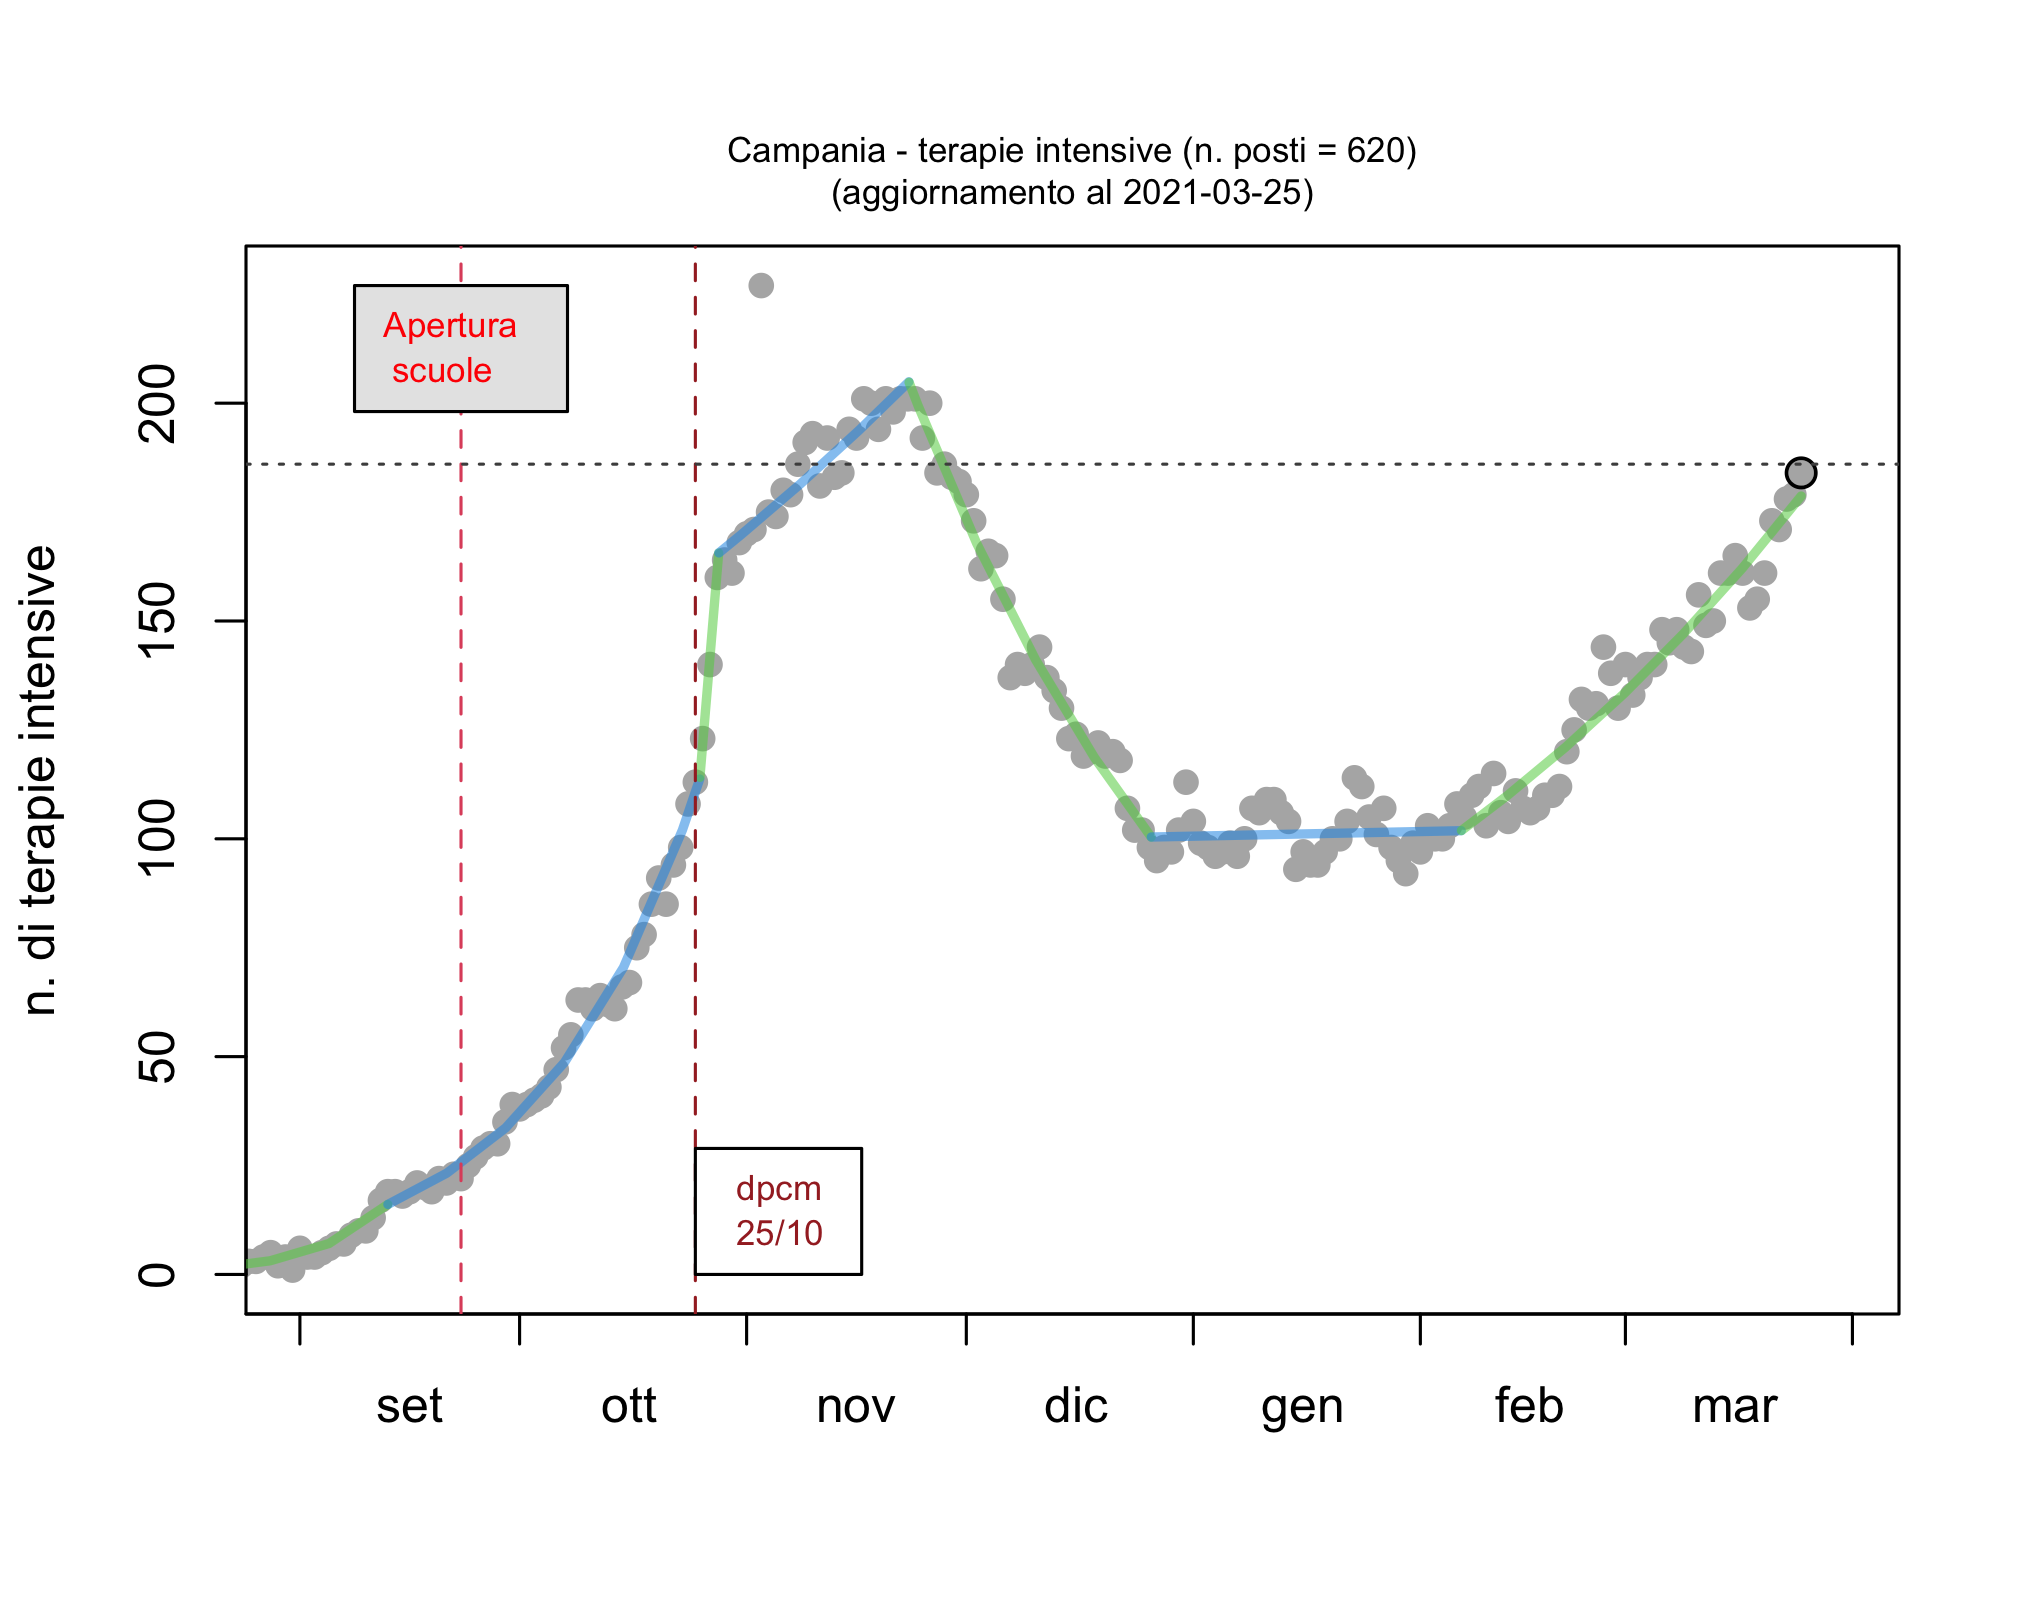 Campania - terapie intensive (n. posti = 620)
(aggiornamento al 2021-03-25)
n. di terapie intensive
200
150
100
50
0
Apertura
scuole
dpcm
25/10
set
ott
nov
dic
gen
feb
mar